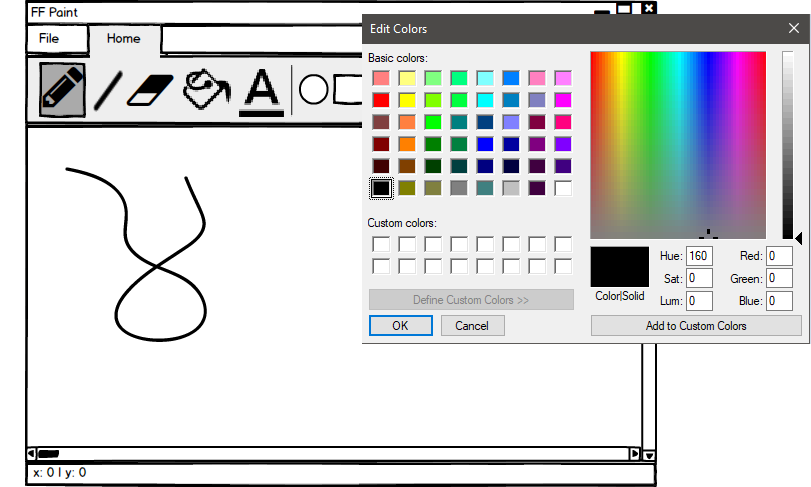 FF Paint
File Home
A
Edit Colors
Basic colors:
Custom colors:
Define Custom Colors >>
OK Cancel
Color|Solid
Hue: 160 Red: 0
Sat: 0 Green: 0
Lum: 0 Blue: 0
Add to Custom Colors
x: 0 | y: 0